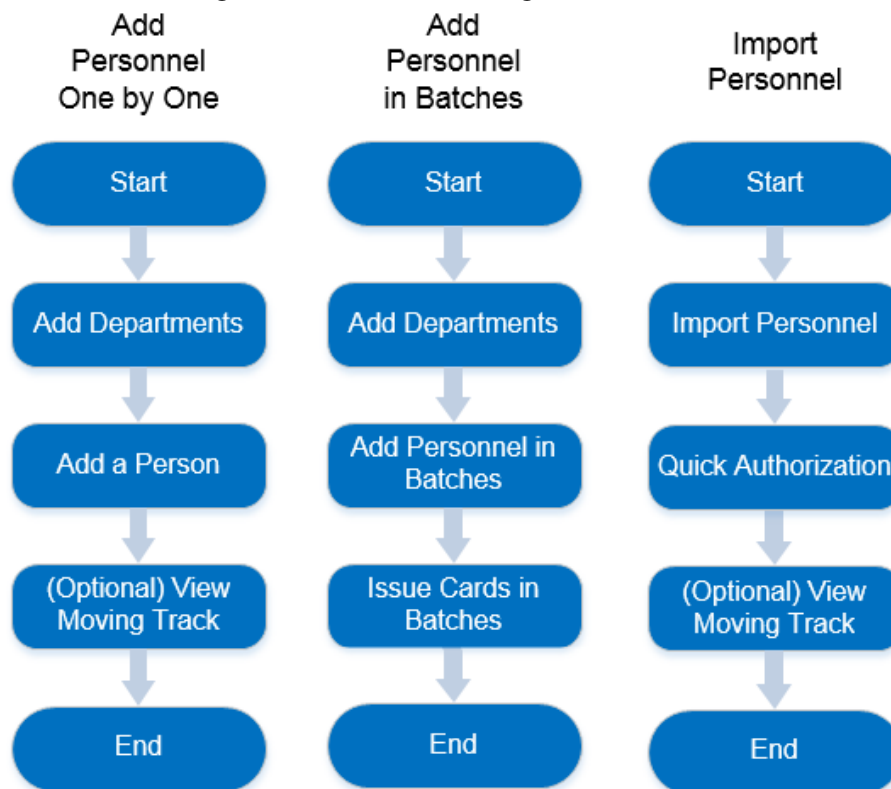 Add
Personnel
One by One
Start
Add Departments
Add a Person
(Optional) View
Moving Track
End
Add
Personnel
in Batches
Start
Add Departments
Add Personnel in
Batches
Issue Cards in
Batches
End
Import
Personnel
Start
Import Personnel
Quick Authorization
(Optional) View
Moving Track
End